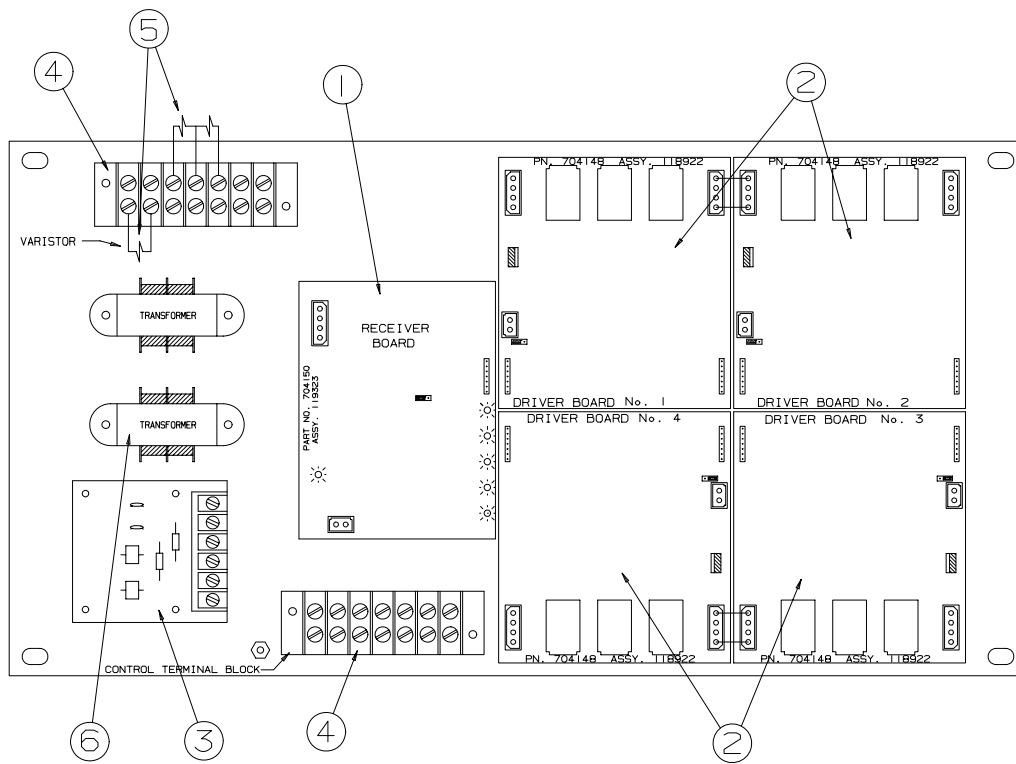 5
4
1
2
PN. 704148 ASSY. 118922
PN. 704148 ASSY. 118922
VARISTOR
TRANSFORMER
RECEIVER
BOARD
PART NO. 704150
ASSY. 119323
DRIVER BOARD No. 1
DRIVER BOARD No. 2
TRANSFORMER
DRIVER BOARD No. 4
DRIVER BOARD No. 3
CONTROL TERMINAL BLOCK
PN. 704148 ASSY. 118922
PN. 704148 ASSY. 118922
6
3
4
2